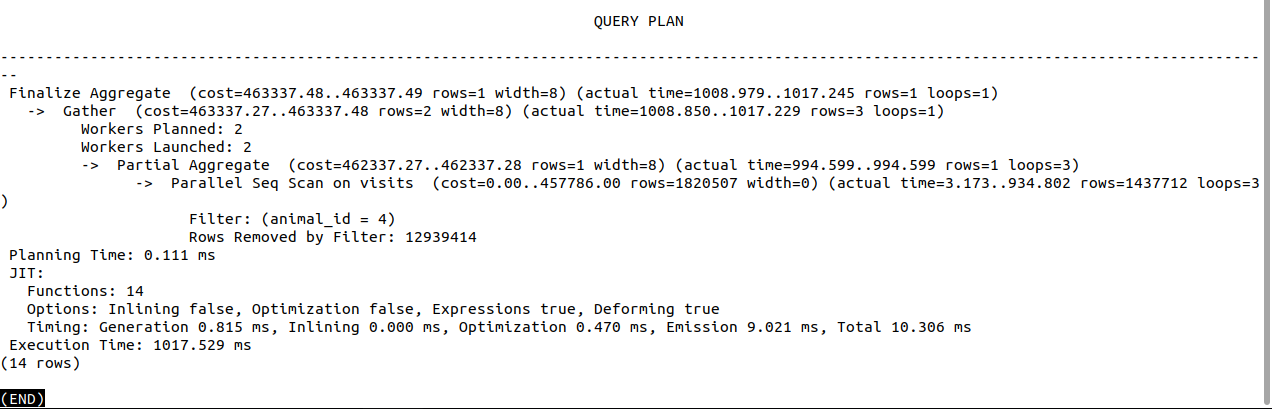 QUERY PLAN
--------------------------------------------------------------------------------------------------------------------------------------------
--
Finalize Aggregate  (cost=463337.48..463337.49 rows=1 width=8) (actual time=1008.979..1017.245 rows=1 loops=1)
->  Gather  (cost=463337.27..463337.48 rows=2 width=8) (actual time=1008.850..1017.229 rows=3 loops=1)
Workers Planned: 2
Workers Launched: 2
->  Partial Aggregate  (cost=462337.27..462337.28 rows=1 width=8) (actual time=994.599..994.599 rows=1 loops=3)
->  Parallel Seq Scan on visits  (cost=0.00..457786.00 rows=1820507 width=0) (actual time=3.173..934.802 rows=1437712 loops=3
)
Filter: (animal_id = 4)
Rows Removed by Filter: 12939414
Planning Time: 0.111 ms
JIT:
Functions: 14
Options: Inlining false, Optimization false, Expressions true, Deforming true
Timing: Generation 0.815 ms, Inlining 0.000 ms, Optimization 0.470 ms, Emission 9.021 ms, Total 10.306 ms
Execution Time: 1017.529 ms
(14 rows)
(END)